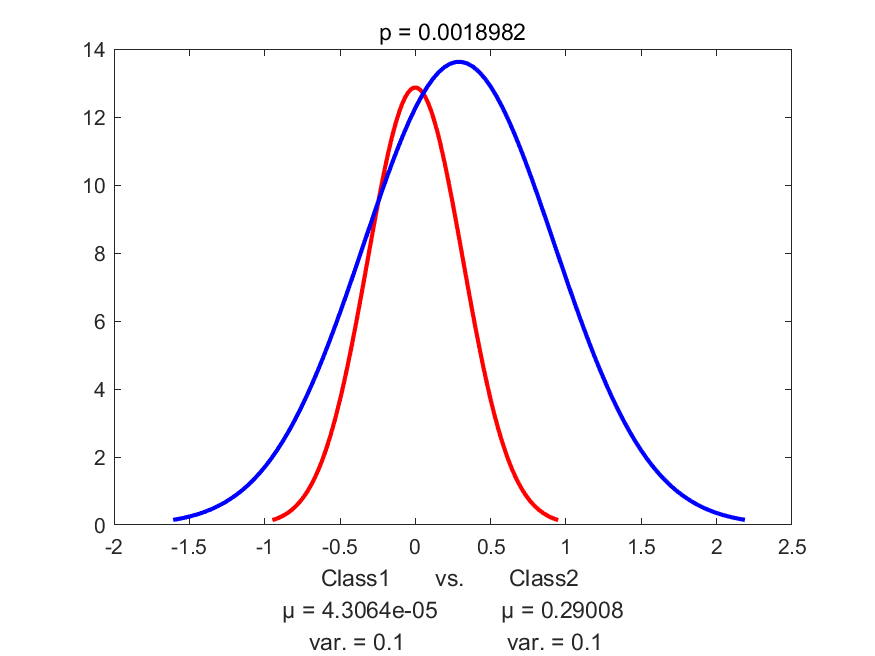 p = 0.0018982
14
12
10
8
6
4
2
0
-2 -1.5 -1 -0.5 0 0.5 1 1.5 2 2.5
Class1 vs. Class2
μ = 4.3064e-05 μ = 0.29008
var. = 0.1 var. = 0.1